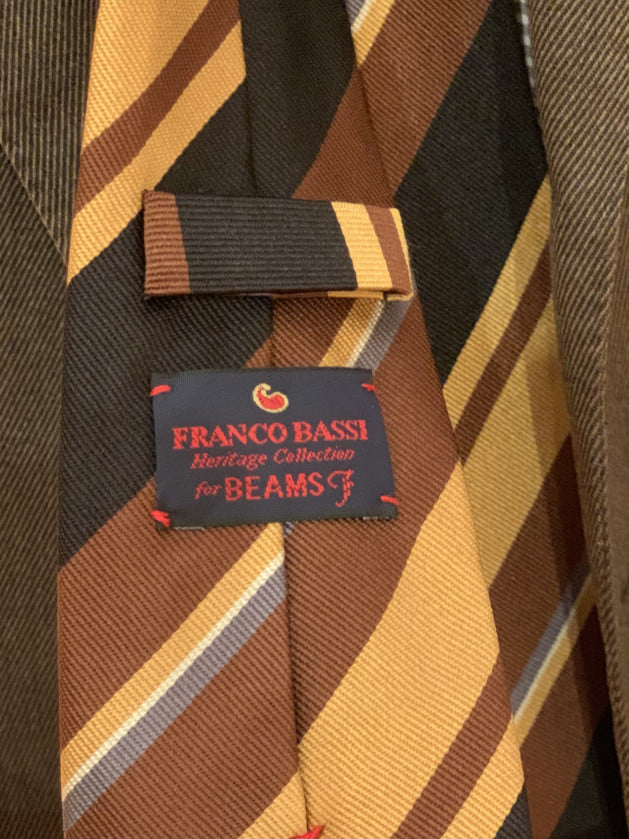 FRANCO BASSI
Heritage Collection
for BEAMS F